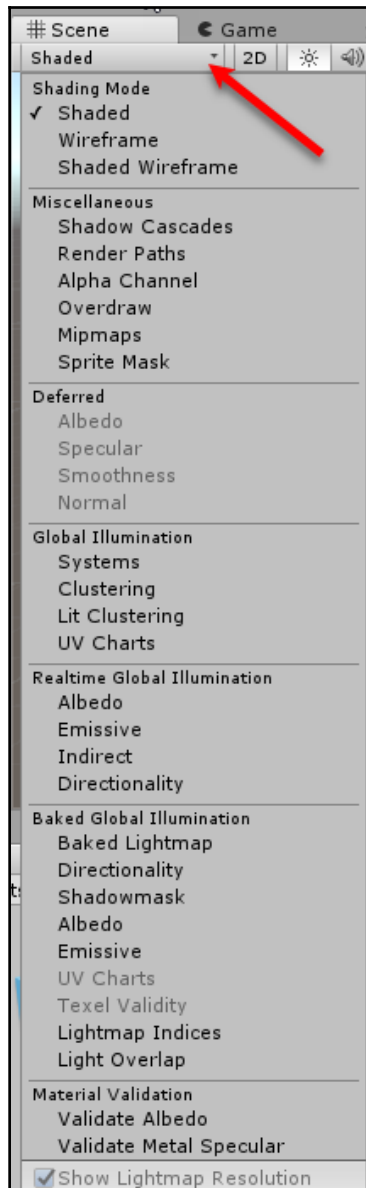 Scene Game
Shaded 2D
Shading Mode
Shaded
Wireframe
Shaded Wireframe
Miscellaneous
Shadow Cascades
Render Paths
Alpha Channel
Overdraw
Mipmaps
Sprite Mask
Deferred
Albedo
Specular
Smoothness
Normal
Global Illumination
Systems
Clustering
Lit Clustering
UV Charts
Realtime Global Illumination
Albedo
Emissive
Indirect
Directionality
Baked Global Illumination
Baked Lightmap
Directionality
Shadowmask
Albedo
Emissive
UV Charts
Texel Validity
Lightmap Indices
Light Overlap
Material Validation
Validate Albedo
Validate Metal Specular
Show Lightmap Resolution